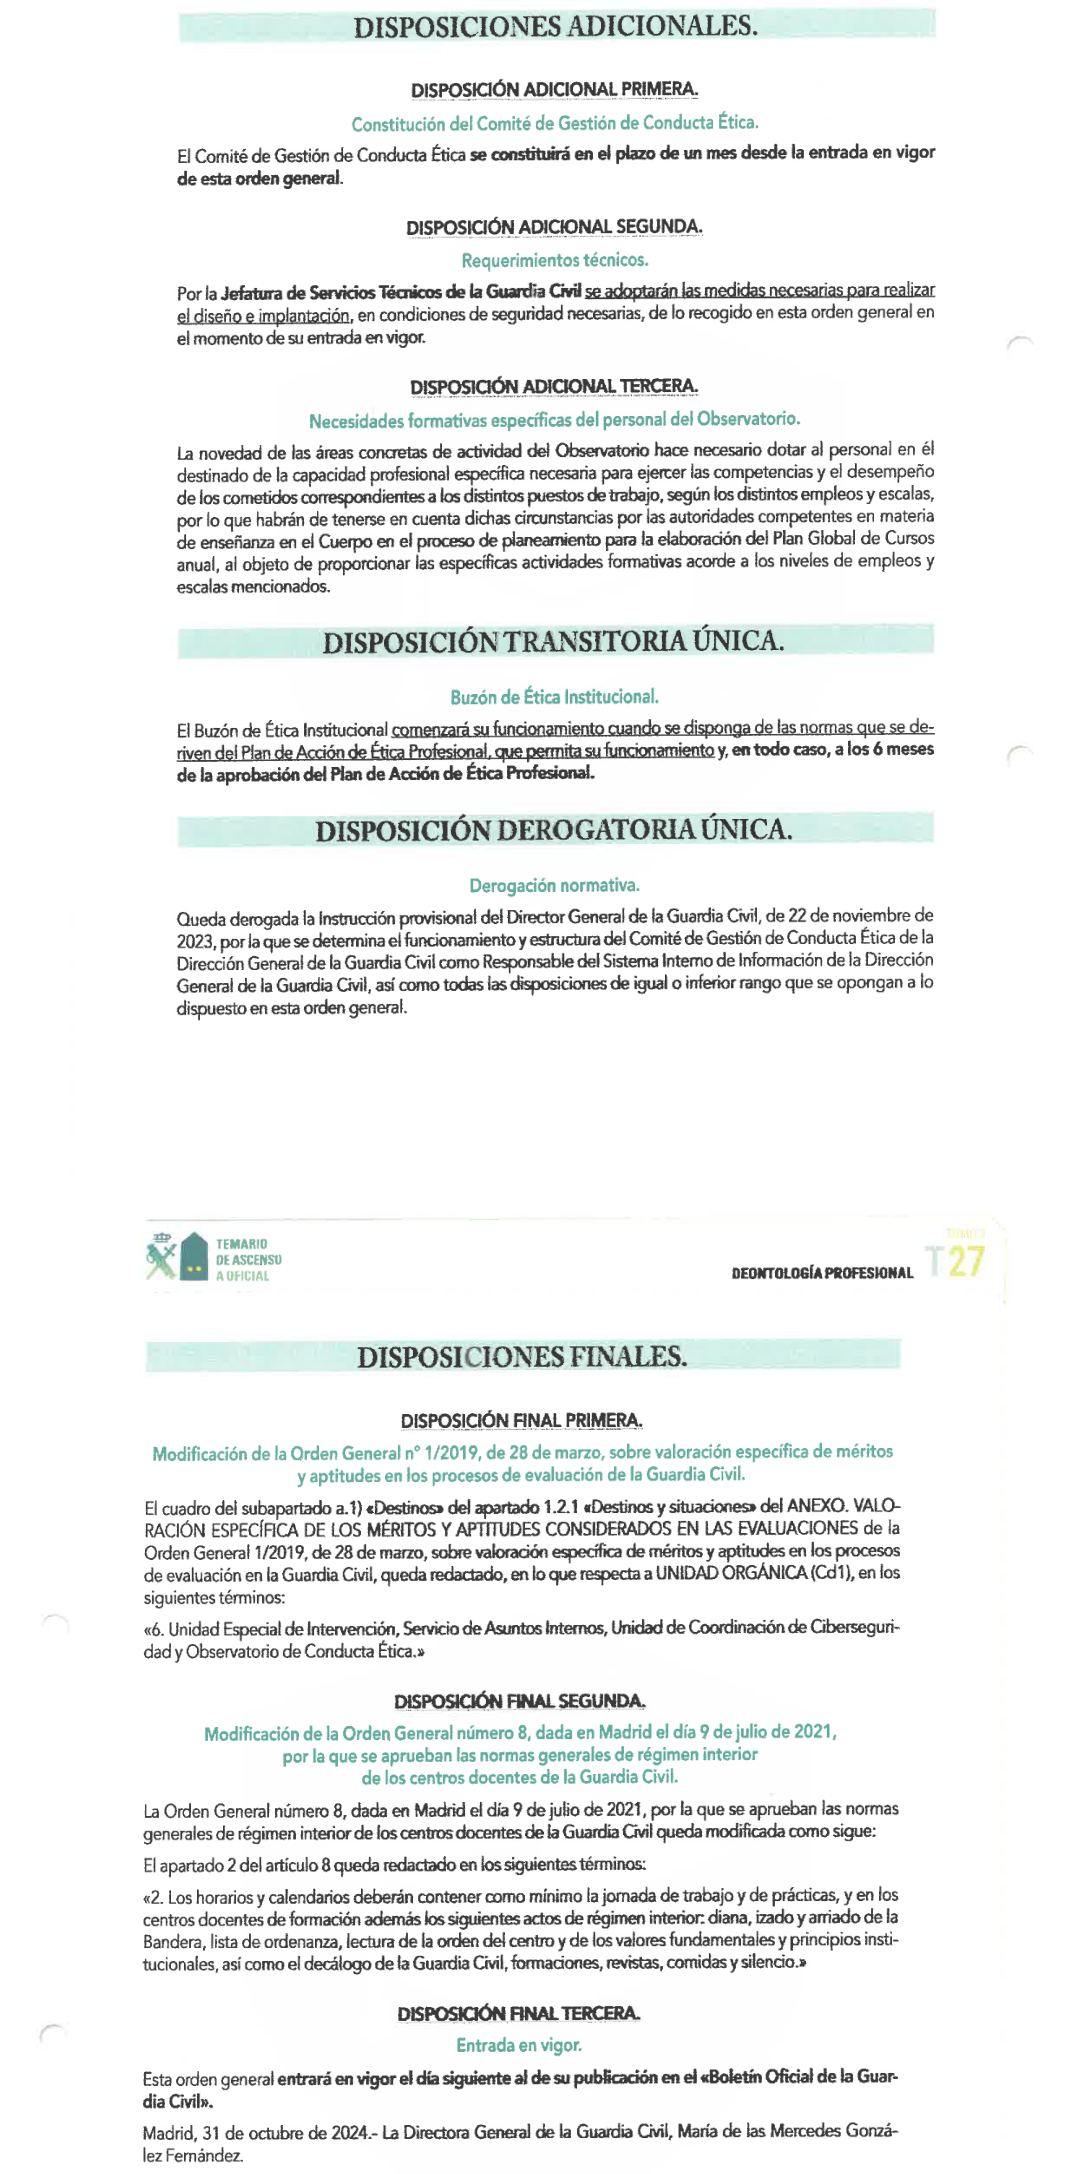 DISPOSICIONES ADICIONALES.
DISPOSICIÓN ADICIONAL PRIMERA.
Constitución del Comité de Gestión de Conducta Ética.
El Comité de Gestión de Conducta Ética se constituirá en el plazo de un mes desde la entrada en vigor
de esta orden general.
DISPOSICIÓN ADICIONAL SEGUNDA.
Requerimientos técnicos.
Por la Jefatura de Servicios Técnicos de la Guardia Civil se adoptarán las medidas necesarias para realizar
el diseño e implantación, en condiciones de seguridad necesarias, de lo recogido en esta orden general en
el momento de su entrada en vigor.
DISPOSICIÓN ADICIONAL TERCERA.
Necesidades formativas específicas del personal del Observatorio.
La novedad de las áreas concretas de actividad del Observatorio hace necesario dotar al personal en él
destinado de la capacidad profesional específica necesaria para ejercer las competencias y el desempeño
de los cometidos correspondientes a los distintos puestos de trabajo, según los distintos empleos y escalas,
por lo que habrán de tenerse en cuenta dichas circunstancias por las autoridades competentes en materia
de enseñanza en el Cuerpo en el proceso de planeamiento para la elaboración del Plan Global de Cursos
anual, al objeto de proporcionar las específicas actividades formativas acorde a los niveles de empleos y
escalas mencionados.
DISPOSICIÓN TRANSITORIA ÚNICA.
Buzón de Ética Institucional.
El Buzón de Ética Institucional comenzará su funcionamiento cuando se disponga de las normas que se de-
riven del Plan de Acción de Ética Profesional, que permita su funcionamiento y, en todo caso, a los 6 meses
de la aprobación del Plan de Acción de Ética Profesional.
DISPOSICIÓN DEROGATORIA ÚNICA.
Derogación normativa.
Queda derogada la Instrucción provisional del Director General de la Guardia Civil, de 22 de noviembre de
2023, por la que se determina el funcionamiento y estructura del Comité de Gestión de Conducta Ética de la
Dirección General de la Guardia Civil como Responsable del Sistema Interno de Información de la Dirección
General de la Guardia Civil, así como todas las disposiciones de igual o inferior rango que se opongan a lo
dispuesto en esta orden general.
TEMARIO
DE ASCENSO
A OFICIAL
DEONTOLOGÍA PROFESIONAL
T27
DISPOSICIONES FINALES.
DISPOSICIÓN FINAL PRIMERA.
Modificación de la Orden General nº 1/2019, de 28 de marzo, sobre valoración específica de méritos
y aptitudes en los procesos de evaluación de la Guardia Civil.
El cuadro del subapartado a.1) «Destinos» del apartado 1.2.1 «Destinos y situaciones» del ANEXO. VALO-
RACIÓN ESPECÍFICA DE LOS MÉRITOS Y APTITUDES CONSIDERADOS EN LAS EVALUACIONES de la
Orden General 1/2019, de 28 de marzo, sobre valoración específica de méritos y aptitudes en los procesos
de evaluación en la Guardia Civil, queda redactado, en lo que respecta a UNIDAD ORGÁNICA (Cd1), en los
siguientes términos:
«6. Unidad Especial de Intervención, Servicio de Asuntos Internos, Unidad de Coordinación de Ciberseguri-
dad y Observatorio de Conducta Ética.»
DISPOSICIÓN FINAL SEGUNDA.
Modificación de la Orden General número 8, dada en Madrid el día 9 de julio de 2021,
por la que se aprueban las normas generales de régimen interior
de los centros docentes de la Guardia Civil.
La Orden General número 8, dada en Madrid el día 9 de julio de 2021, por la que se aprueban las normas
generales de régimen interior de los centros docentes de la Guardia Civil queda modificada como sigue:
El apartado 2 del artículo 8 queda redactado en los siguientes términos:
«2. Los horarios y calendarios deberán contener como mínimo la jornada de trabajo y de prácticas, y en los
centros docentes de formación además los siguientes actos de régimen interior: diana, izado y arriado de la
Bandera, lista de ordenanza, lectura de la orden del centro y de los valores fundamentales y principios insti-
tucionales, así como el decálogo de la Guardia Civil, formaciones, revistas, comidas y silencio.»
DISPOSICIÓN FINAL TERCERA.
Entrada en vigor.
Esta orden general entrará en vigor el día siguiente al de su publicación en el «Boletín Oficial de la Guar-
dia Civil».
Madrid, 31 de octubre de 2024.- La Directora General de la Guardia Civil, María de las Mercedes Gonzá-
lez Fernández.